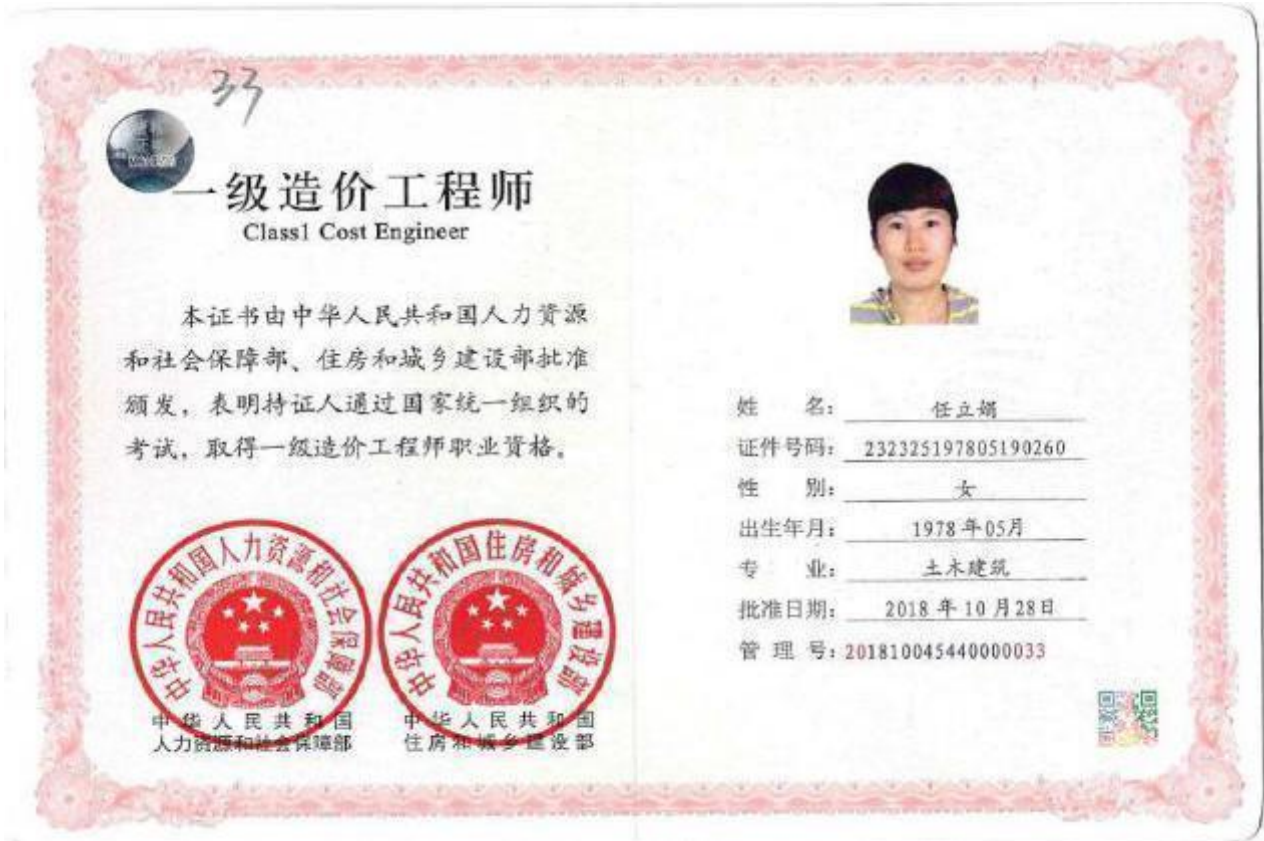 33
一级造价工程师
Class1 Cost Engineer
本证书由中华人民共和国人力资源
和社会保障部、住房和城乡建设部批准
颁发，表明持证人通过国家统一组织的
考试，取得一级造价工程师职业资格。
中华人民共和国人力资源和社会保障部
中华人民共和国住房和城乡建设部
中华人民共和国
人力资源和社会保障部
中华人民共和国
住房和城乡建设部
姓 名：任立娟
证件号码：232325197805190260
性 别：女
出生年月：1978年05月
专 业：土木建筑
批准日期：2018年10月28日
管 理 号：201810045440000033